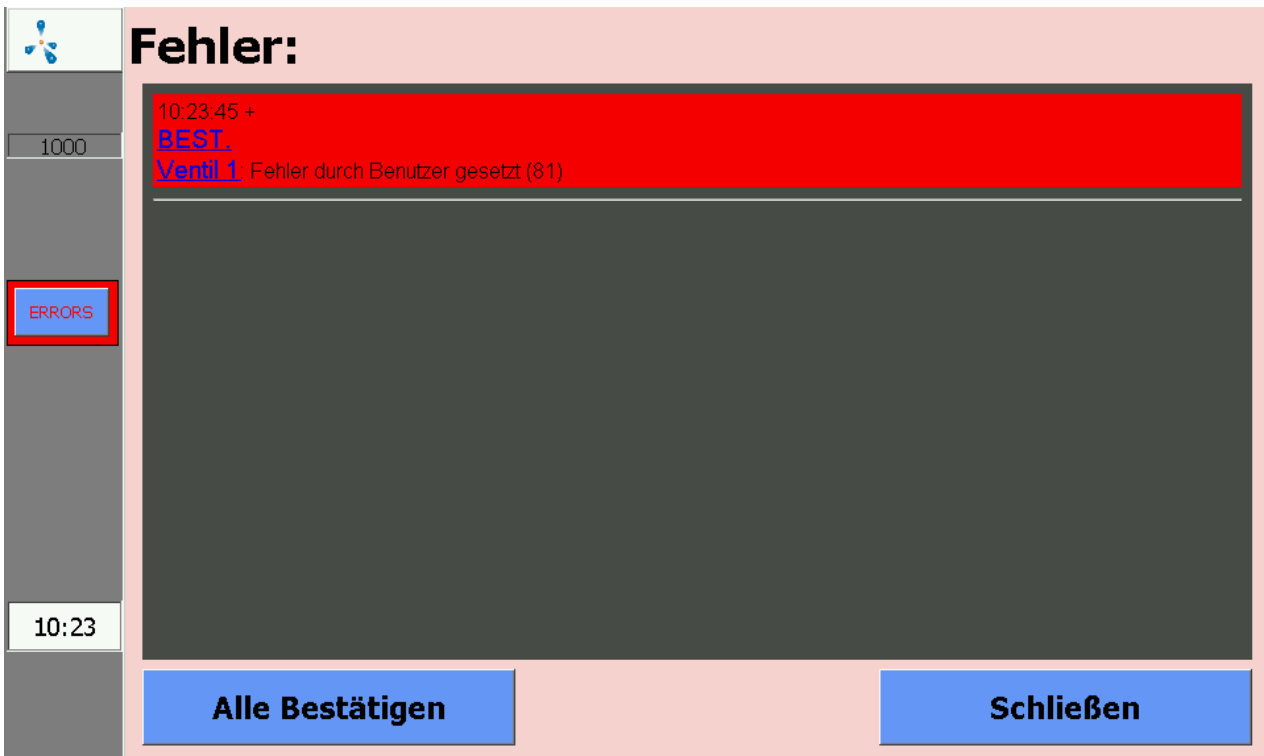 Fehler:
10:23:45 +
BEST.
Ventil 1: Fehler durch Benutzer gesetzt (81)
1000
ERRORS
10:23
Alle Bestätigen
Schließen